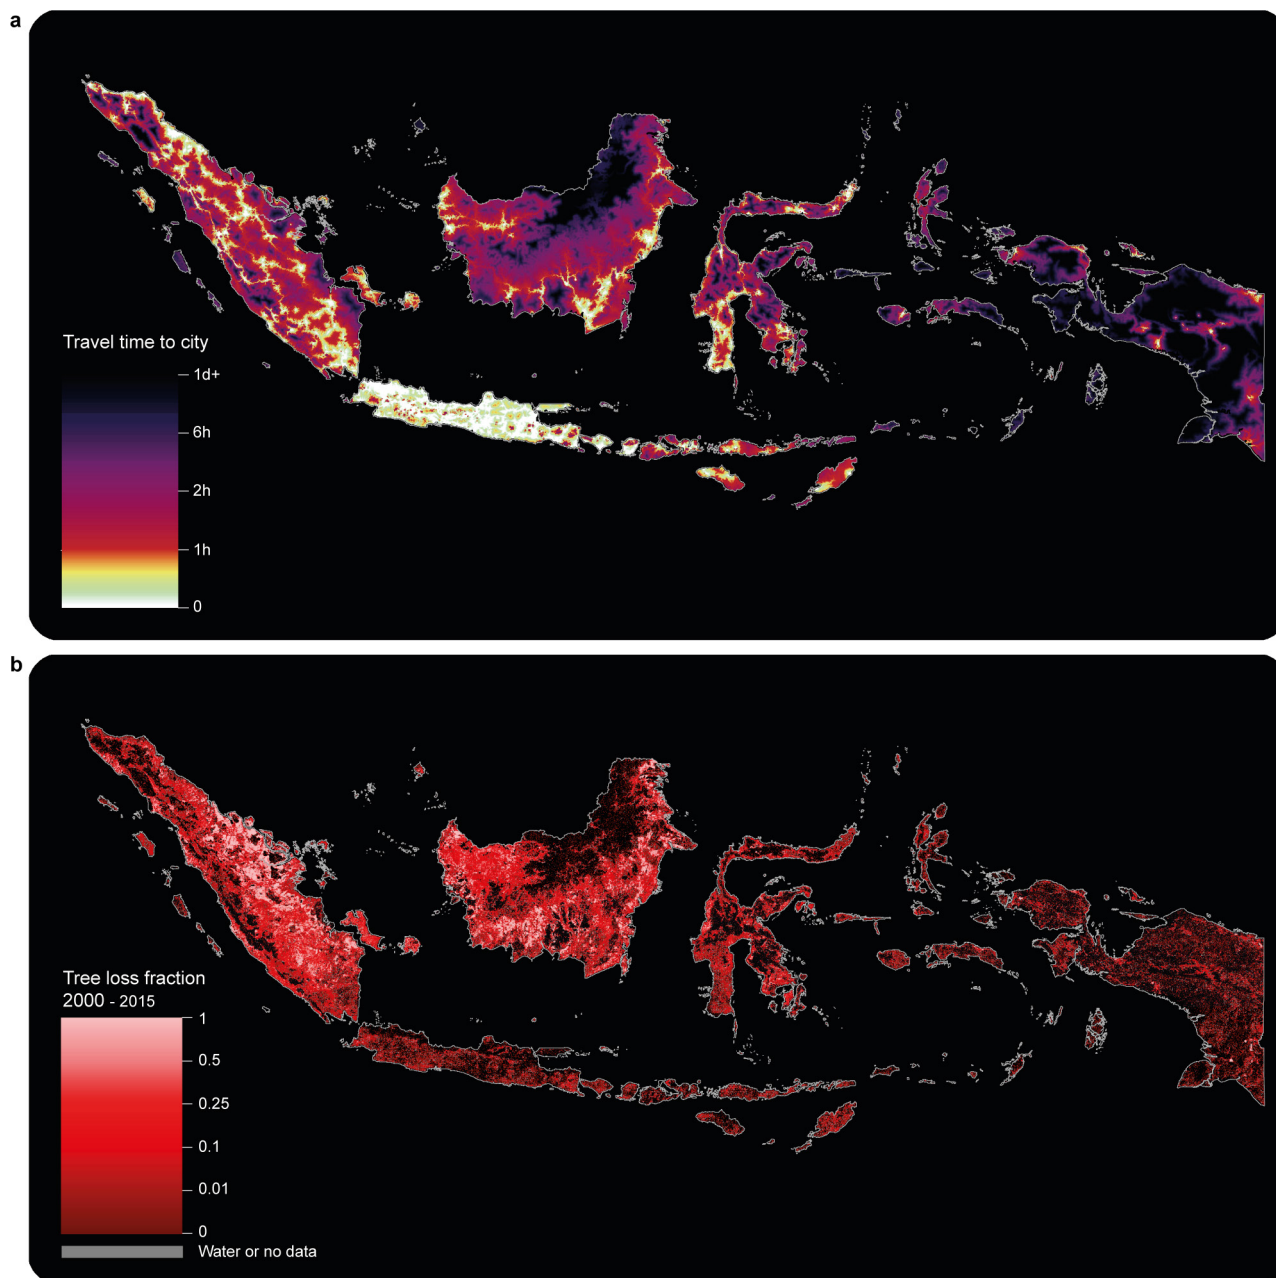 a
Travel time to city
1d+
6h
2h
1h
0
b
Tree loss fraction
2000 - 2015
1
0.5
0.25
0.1
0.01
0
Water or no data